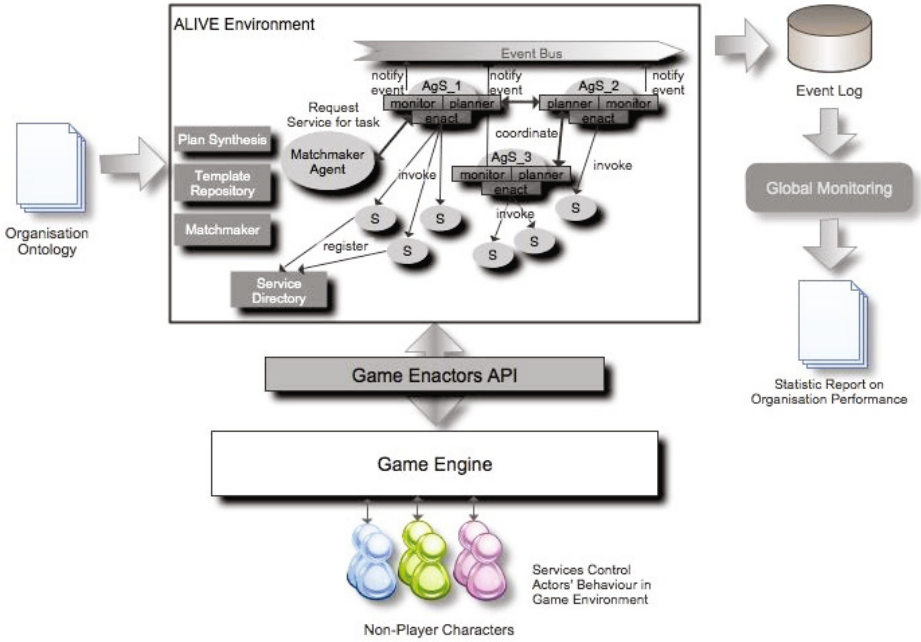 ALIVE Environment
Event Bus
notify
event
AgS_1
notify
event
AgS_2
notify
event
monitor
planner
enact
planner
monitor
enact
Request
Service for task
Plan Synthesis
Matchmaker
Agent
coordinate
AgS_3
monitor
planner
enact
invoke
invoke
invoke
Template
Repository
Matchmaker
S
S
S
S
S
S
register
Service
Directory
Organisation
Ontology
Event Log
Global Monitoring
Statistic Report on
Organisation Performance
Game Enactors API
Game Engine
Services Control
Actors' Behaviour in
Game Environment
Non-Player Characters